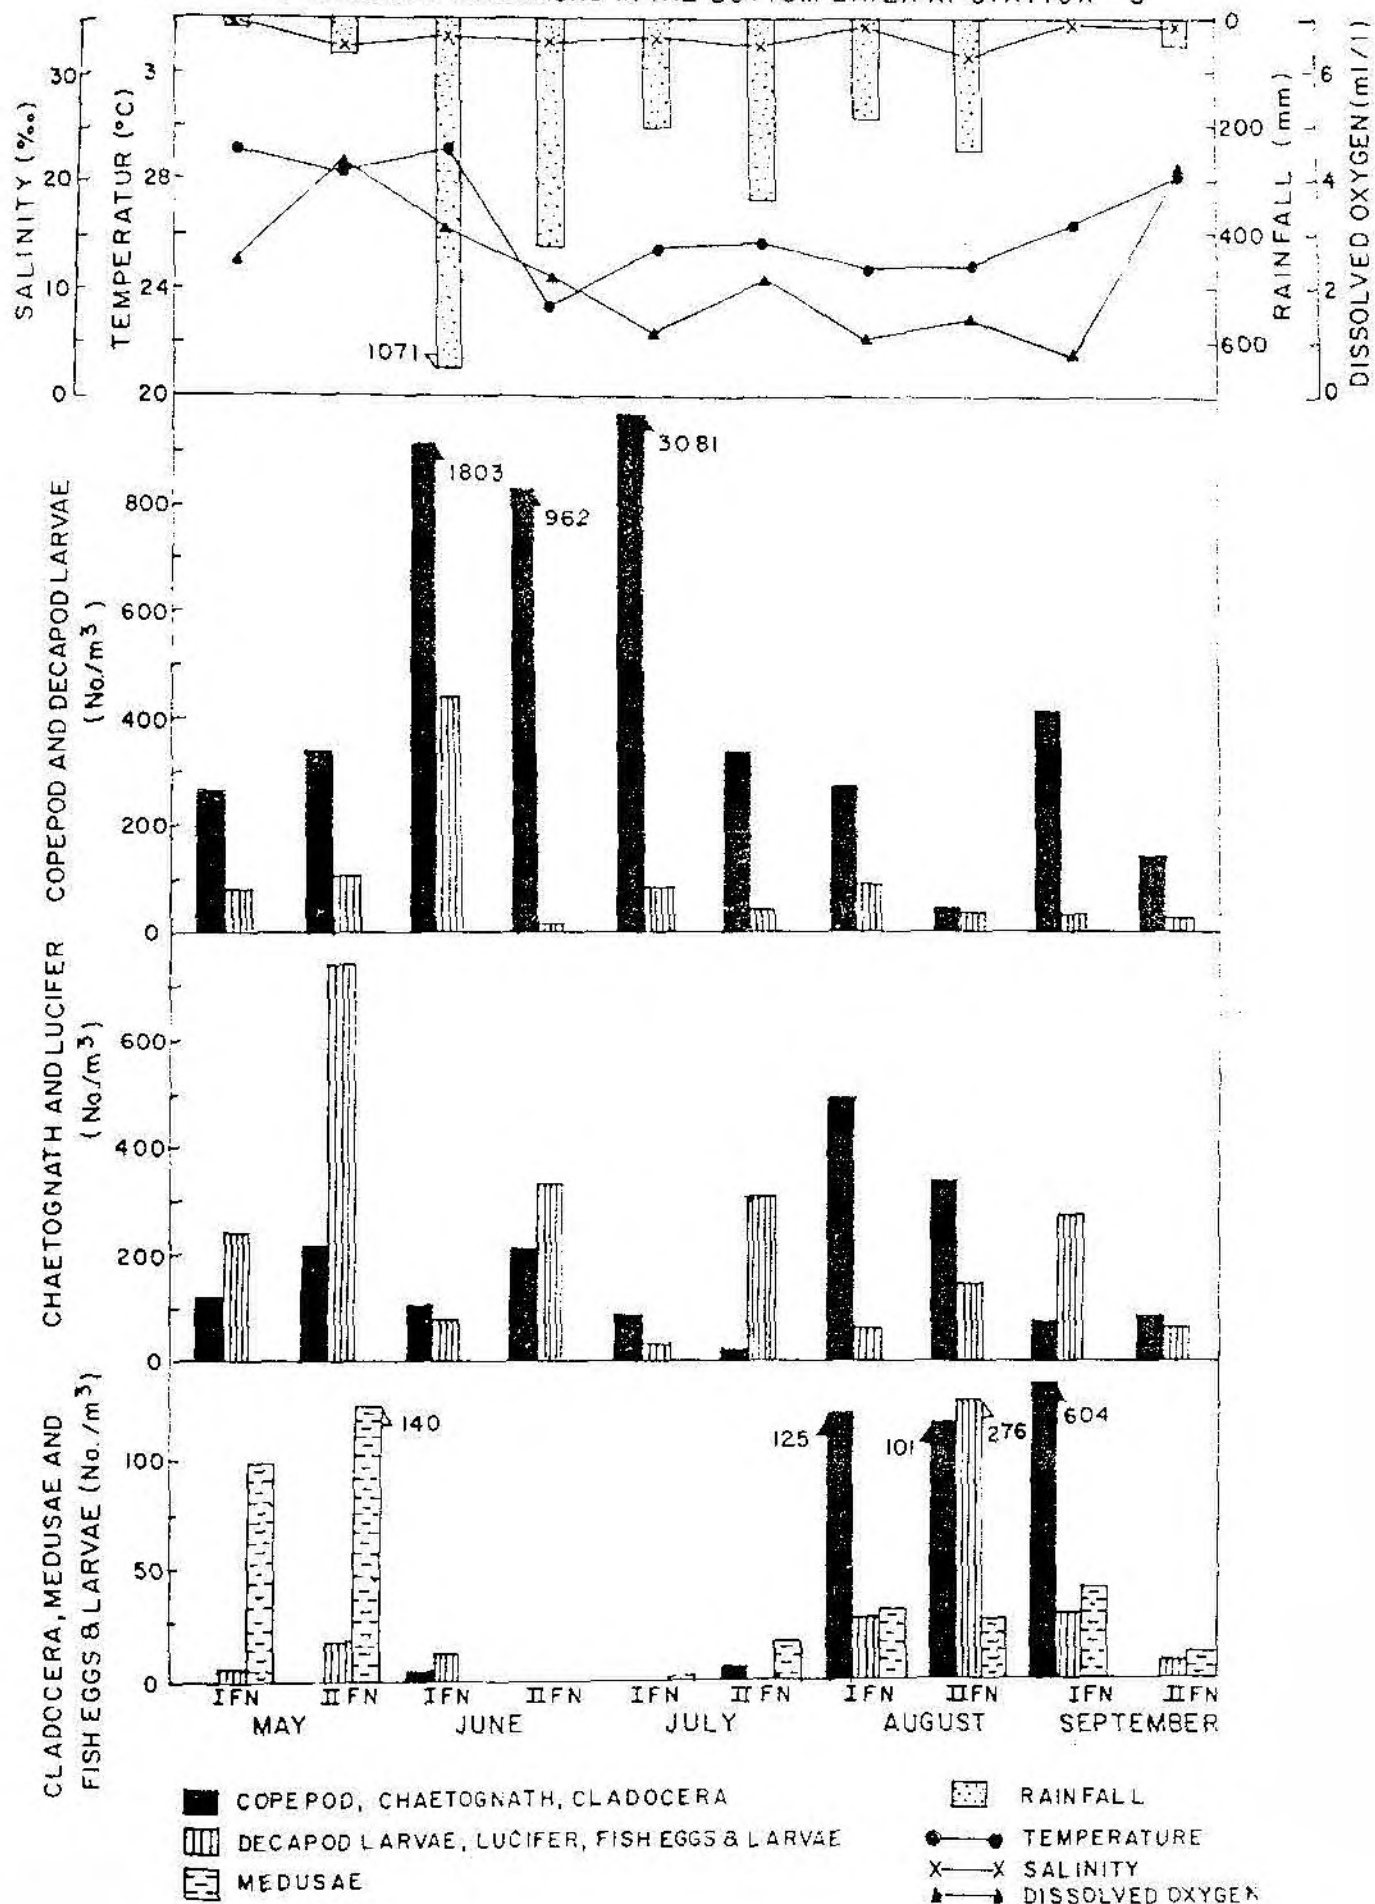 BOTTOM LAYER AT STATION
0
30
3
6
200
28
20
4
400
10
24
2
1071
600
0
20
0
SALINITY (‰)
TEMPERATUR (°C)
RAINFALL (mm)
DISSOLVED OXYGEN (ml/l)
3081
1803
800
962
600
400
200
0
COPEPOD AND DECAPOD LARVAE
(No./m³)
600
400
200
0
CHAETOGNATH AND LUCIFER
(No./m³)
604
140
276
125
101
100
50
0
CLADOCERA, MEDUSAE AND
FISH EGGS & LARVAE (No./m³)
I FN II FN I FN II FN I FN II FN I FN II FN I FN II FN
MAY JUNE JULY AUGUST SEPTEMBER
COPEPOD, CHAETOGNATH, CLADOCERA
DECAPOD LARVAE, LUCIFER, FISH EGGS & LARVAE
MEDUSAE
RAINFALL
TEMPERATURE
SALINITY
DISSOLVED OXYGEN